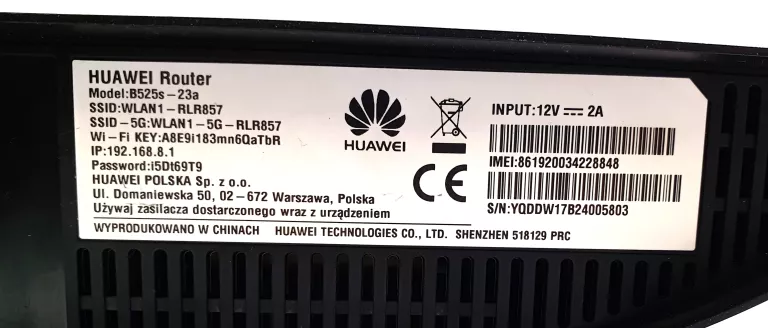 HUAWEI Router
Model:B525s-23a
SSID:WLAN1-RLR857
SSID-5G:WLAN1-5G-RLR857
Wi-Fi KEY:A8E9i183mn6QaTbR
IP:192.168.8.1
Password:i5Dt69T9
HUAWEI POLSKA Sp. z o.o.
Ul. Domaniewska 50, 02-672 Warszawa, Polska
Używaj zasilacza dostarczonego wraz z urządzeniem
WYPRODUKOWANO W CHINACH HUAWEI TECHNOLOGIES CO., LTD. SHENZHEN 518129 PRC
HUAWEI
CE
INPUT:12V ⎓ 2A
IMEI:861920034228848
S/N:YQDDW17B24005803